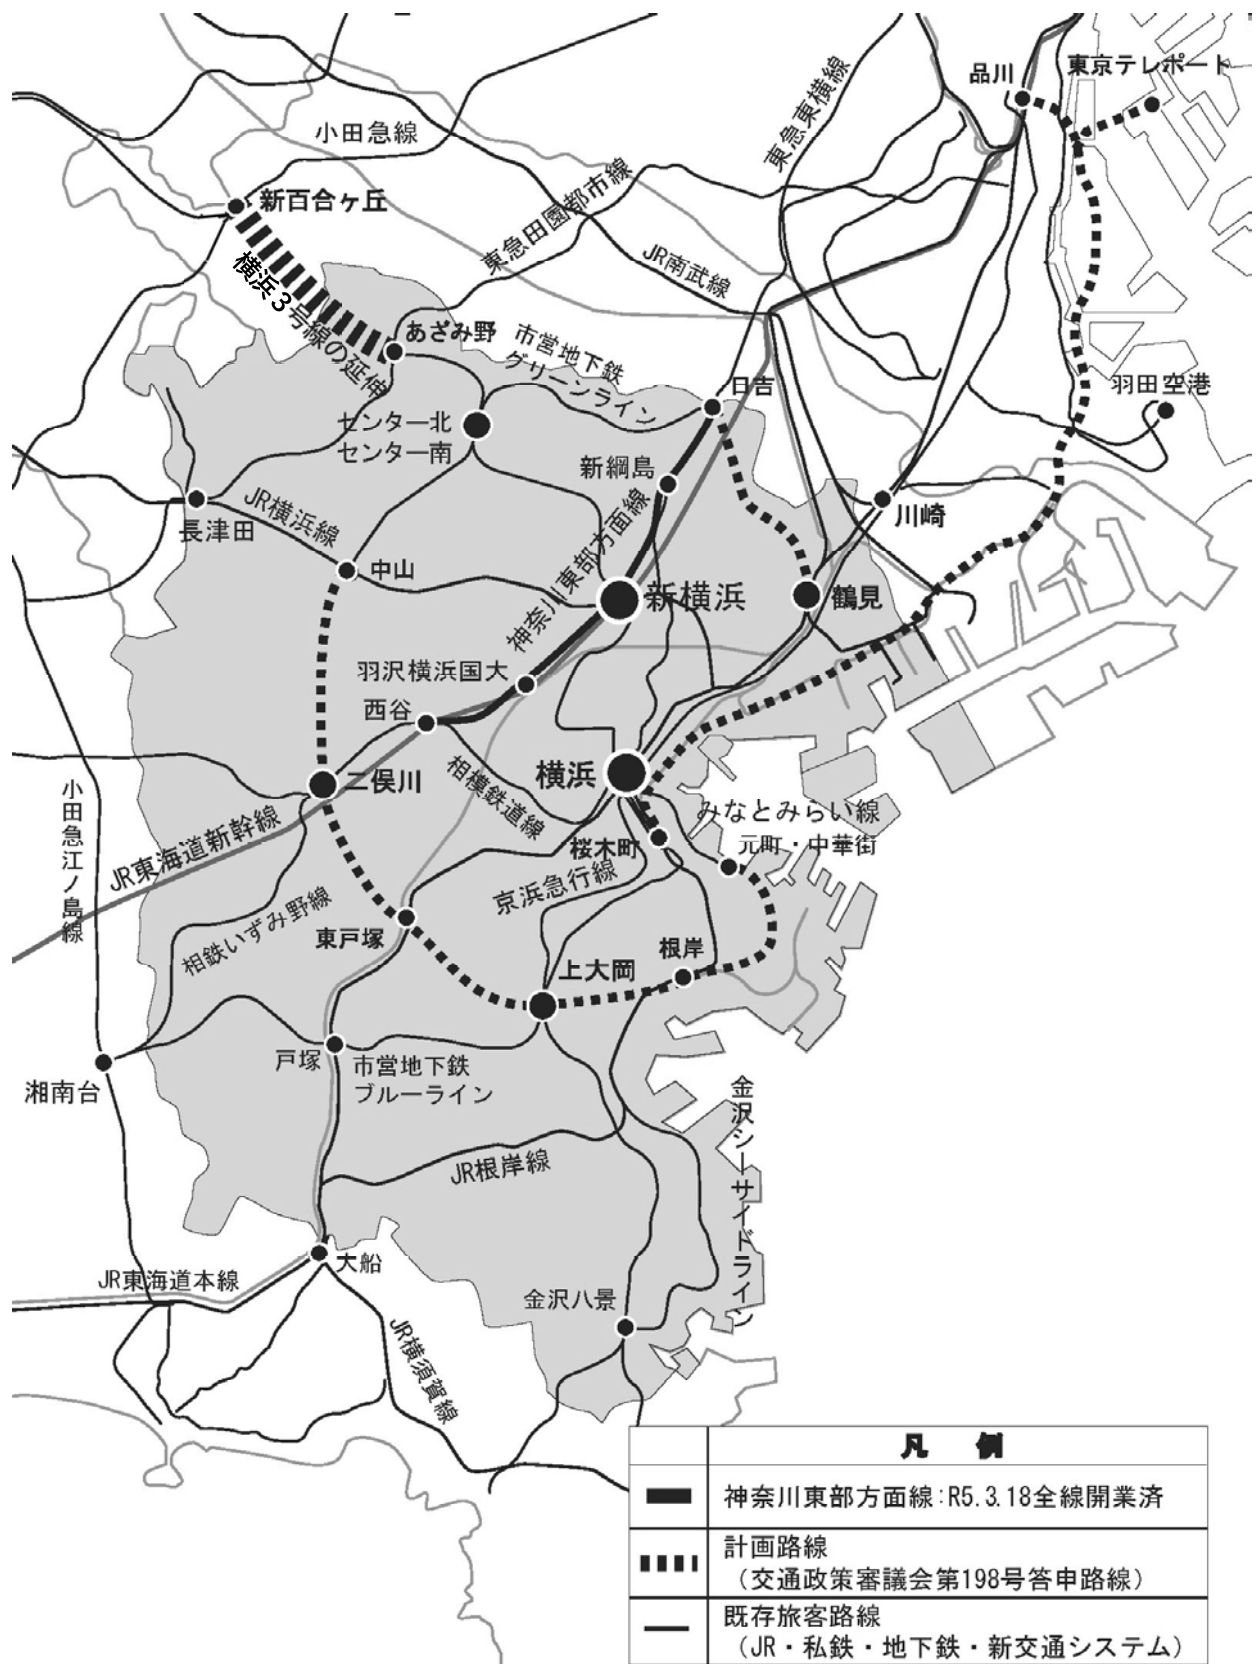 品川
東京テレポート
東急東横線
小田急線
新百合ヶ丘
東急田園都市線
JR南武線
横浜3号線の延伸
あざみ野
市営地下鉄
グリーンライン
日吉
羽田空港
センター北
センター南
新綱島
長津田
JR横浜線
川崎
中山
神奈川東部方面線
新横浜
鶴見
羽沢横浜国大
西谷
二俣川
相模鉄道線
横浜
小田急江ノ島線
みなとみらい線
元町・中華街
JR東海道新幹線
桜木町
京浜急行線
相鉄いずみ野線
東戸塚
根岸
上大岡
戸塚
市営地下鉄
ブルーライン
湘南台
金沢シーサイドライン
JR根岸線
大船
JR東海道本線
金沢八景
JR横須賀線
凡 例
神奈川東部方面線:R5.3.18全線開業済
計画路線
(交通政策審議会第198号答申路線)
既存旅客路線
(JR・私鉄・地下鉄・新交通システム)